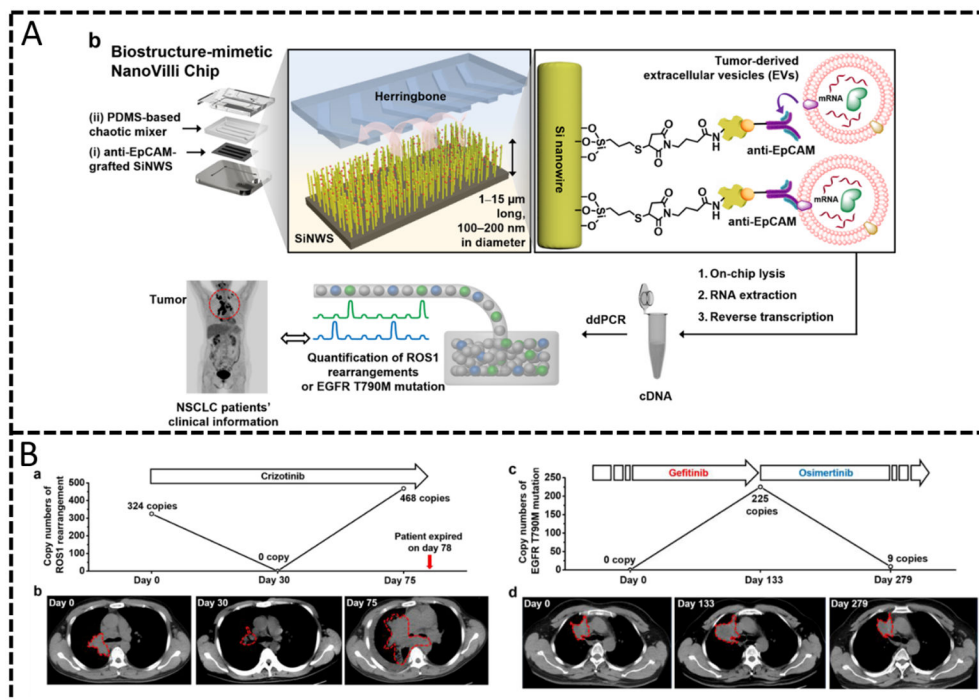 A
b
Biostructure-mimetic
NanoVilli Chip
(ii) PDMS-based
chaotic mixer
(i) anti-EpCAM-
grafted SiNWS
Herringbone
SiNWS
1–15 µm
long,
100–200 nm
in diameter
Si nanowire
O
O
O
Si
S
O
O
N
O
N
H
anti-EpCAM
Tumor-derived
extracellular vesicles (EVs)
mRNA
O
O
O
Si
S
O
O
N
O
N
H
anti-EpCAM
mRNA
1. On-chip lysis
2. RNA extraction
3. Reverse transcription
cDNA
ddPCR
Quantification of ROS1
rearrangements
or EGFR T790M mutation
Tumor
NSCLC patients'
clinical information
B
a
Crizotinib
Copy numbers of
ROS1 rearrangement
500
400
300
200
100
0
324 copies
0 copy
468 copies
Patient expired
on day 78
Day 0
Day 30
Day 75
b
Day 0
Day 30
Day 75
c
Gefitinib
Osimertinib
Copy numbers of
EGFR T790M mutation
250
200
150
100
50
0
0 copy
225
copies
9 copies
Day 0
Day 133
Day 279
d
Day 0
Day 133
Day 279